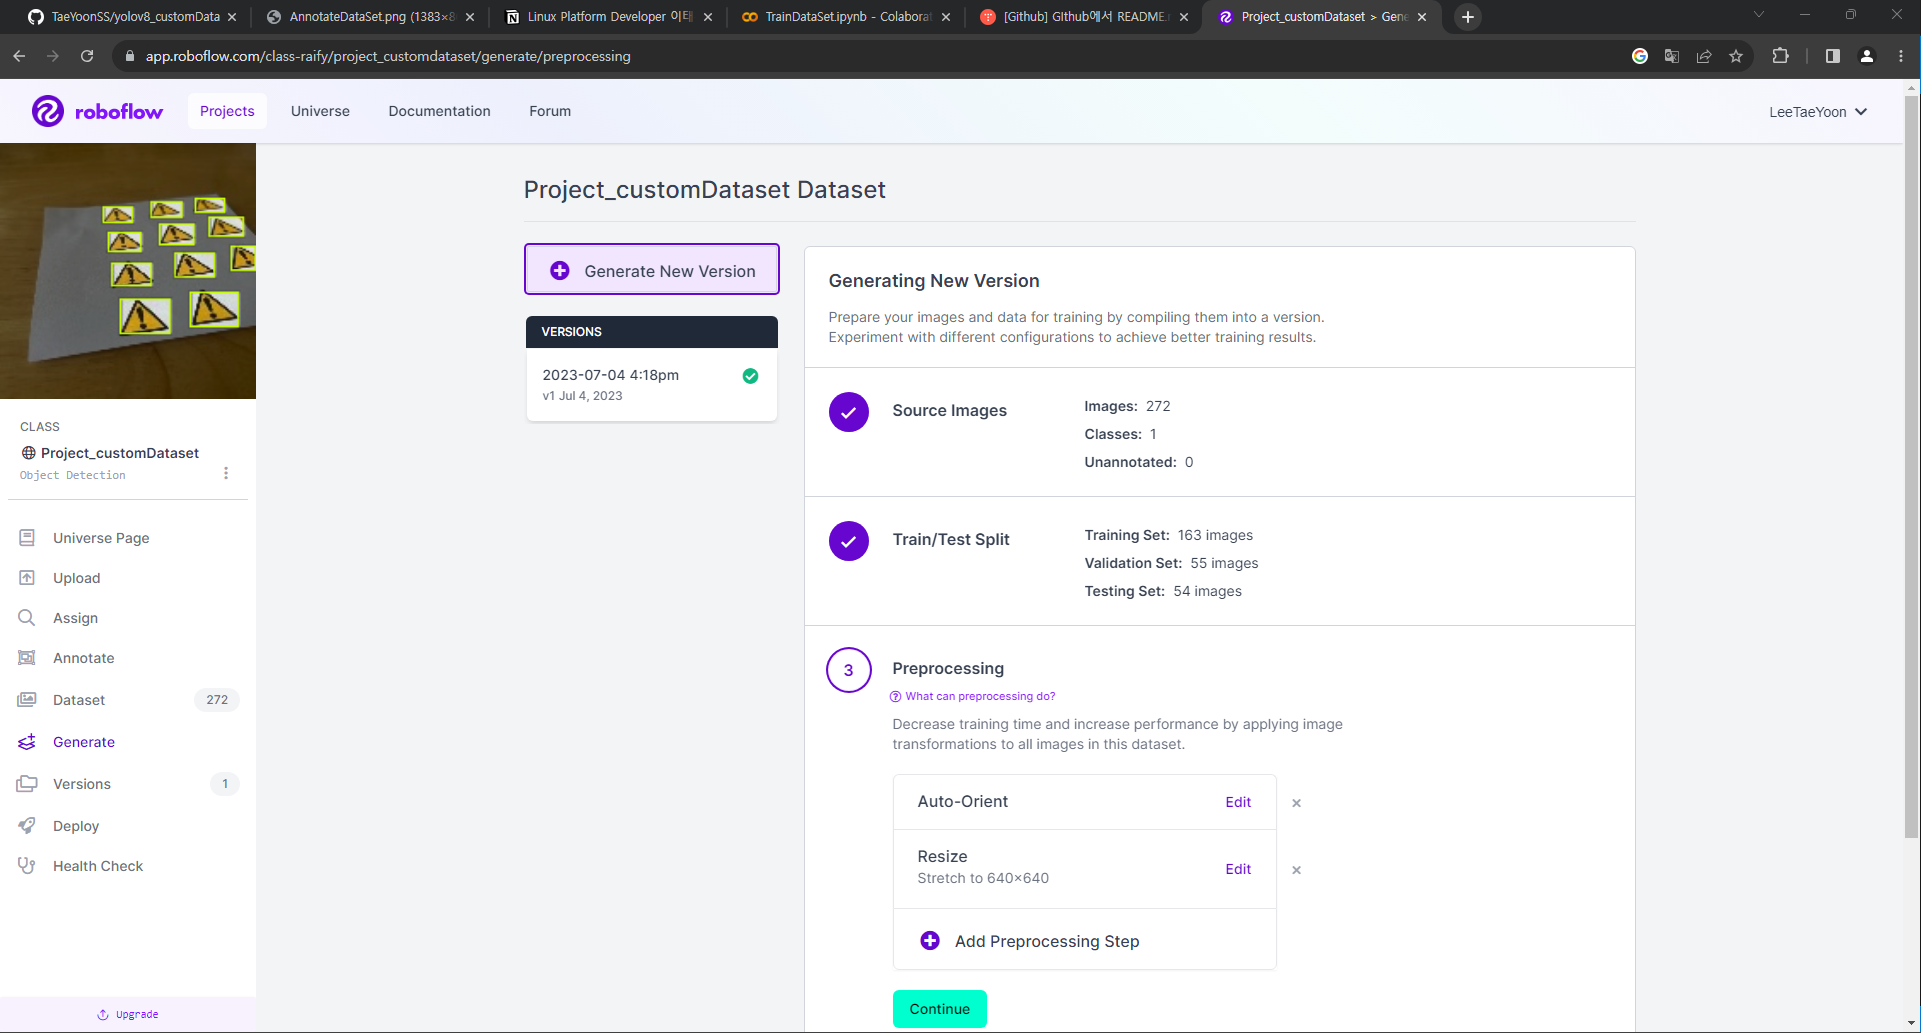 TaeYoonSS/yolov8_customData
AnnotateDataSet.png (1383×8
Linux Platform Developer 이태
TrainDataSet.ipynb - Colaborat
[Github] GIthub에서 README.r
Project_customDataset > Gene
app.roboflow.com/class-raify/project_customdataset/generate/preprocessing
roboflow
Projects
Universe
Documentation
Forum
LeeTaeYoon
CLASS
Project_customDataset
Object Detection
Universe Page
Upload
Assign
Annotate
Dataset 272
Generate
Versions 1
Deploy
Health Check
Upgrade
Project_customDataset Dataset
Generate New Version
VERSIONS
2023-07-04 4:18pm
v1 Jul 4, 2023
Generating New Version
Prepare your images and data for training by compiling them into a version.
Experiment with different configurations to achieve better training results.
Source Images
Images: 272
Classes: 1
Unannotated: 0
Train/Test Split
Training Set: 163 images
Validation Set: 55 images
Testing Set: 54 images
3
Preprocessing
What can preprocessing do?
Decrease training time and increase performance by applying image
transformations to all images in this dataset.
Auto-Orient
Edit
Resize
Stretch to 640×640
Edit
Add Preprocessing Step
Continue